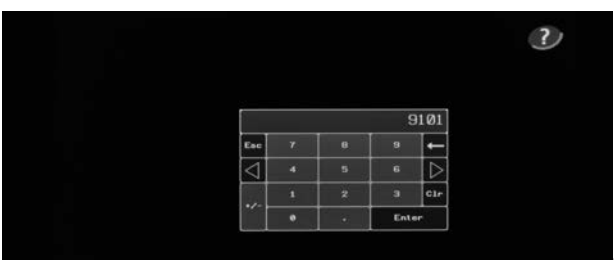 ?
9101
Esc 7 8 9 ←
◁ 4 5 6 ▷
1 2 3 Clr
+/-
0 . Enter